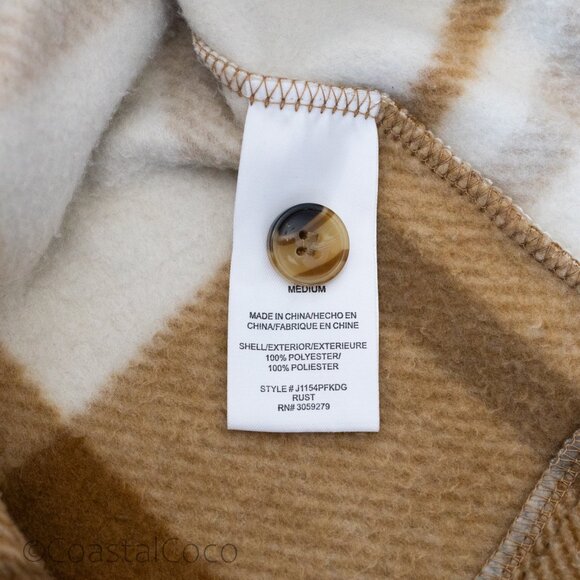 MEDIUM
MADE IN CHINA/HECHO EN
CHINA/FABRIQUE EN CHINE
SHELL/EXTERIOR/EXTERIEURE
100% POLYESTER/
100% POLIESTER
STYLE # J1154PFKDG
RUST
RN# 3059279
©CoastalCoco